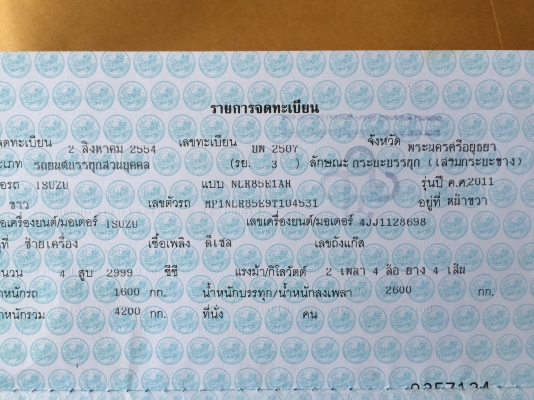 รายการจดทะเบียน
จดทะเบียน 2 สิงหาคม 2554 เลขทะเบียน บพ 2507 จังหวัด พระนครศรีอยุธยา
ะเภท รถยนต์บรรทุกส่วนบุคคล (รย. 3 ) ลักษณะ กระบะบรรทุก (เสริมกระบะข้าง)
อรถ ISUZU แบบ NLR85E1AH รุ่นปี ค.ศ.2011
ขาว เลขตัวรถ MP1NLR85E9T104531 อยู่ที่ หน้าขวา
อเครื่องยนต์/มอเตอร์ ISUZU เลขเครื่องยนต์/มอเตอร์ 4JJ1128698
ที่ ซ้ายเครื่อง เชื้อเพลิง ดีเซล เลขถังแก๊ส
นวน 4 สูบ 2999 ซีซี แรงม้า/กิโลวัตต์ 2 เพลา 4 ล้อ ยาง 4 เส้น
หนักรถ 1600 กก. น้ำหนักบรรทุก/น้ำหนักลงเพลา 2600 กก.
หนักรวม 4200 กก. ที่นั่ง คน
0357134